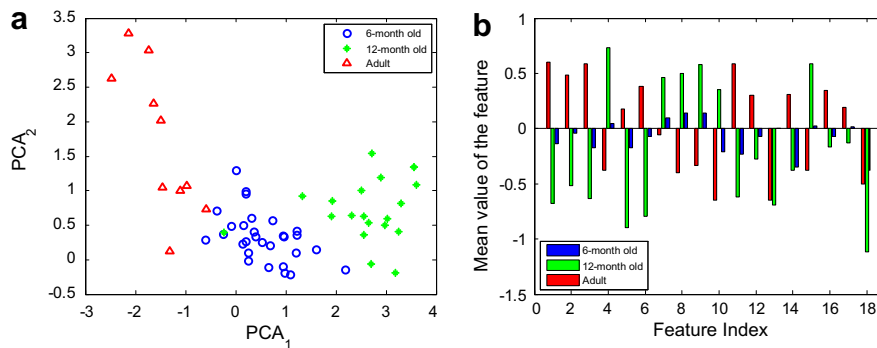 a
6-month old
12-month old
Adult
3.5
3
2.5
2
1.5
1
0.5
0
-0.5
PCA2
-3 -2 -1 0 1 2 3 4
PCA1
b
1
0.5
0
-0.5
-1
-1.5
Mean value of the feature
6-month old
12-month old
Adult
0 2 4 6 8 10 12 14 16 18
Feature Index